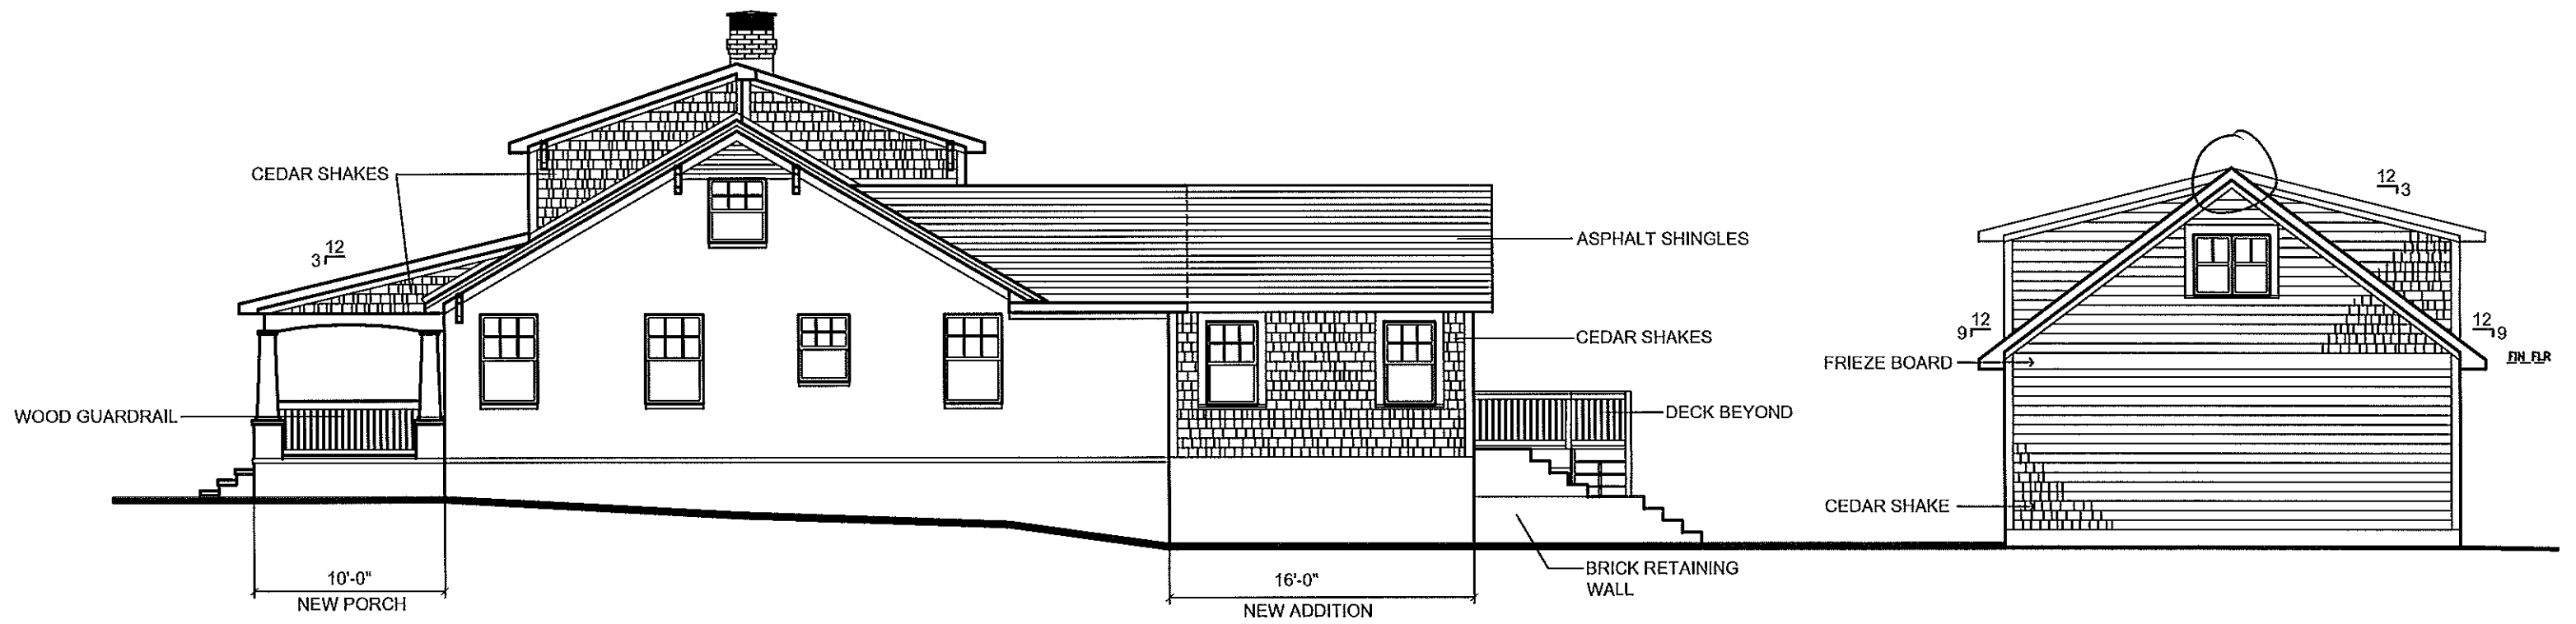 CEDAR SHAKES
12
3
WOOD GUARDRAIL
10'-0"
NEW PORCH
ASPHALT SHINGLES
CEDAR SHAKES
DECK BEYOND
16'-0"
NEW ADDITION
BRICK RETAINING
WALL
12
3
12
9
12
9
FRIEZE BOARD
FIN FLR
CEDAR SHAKE